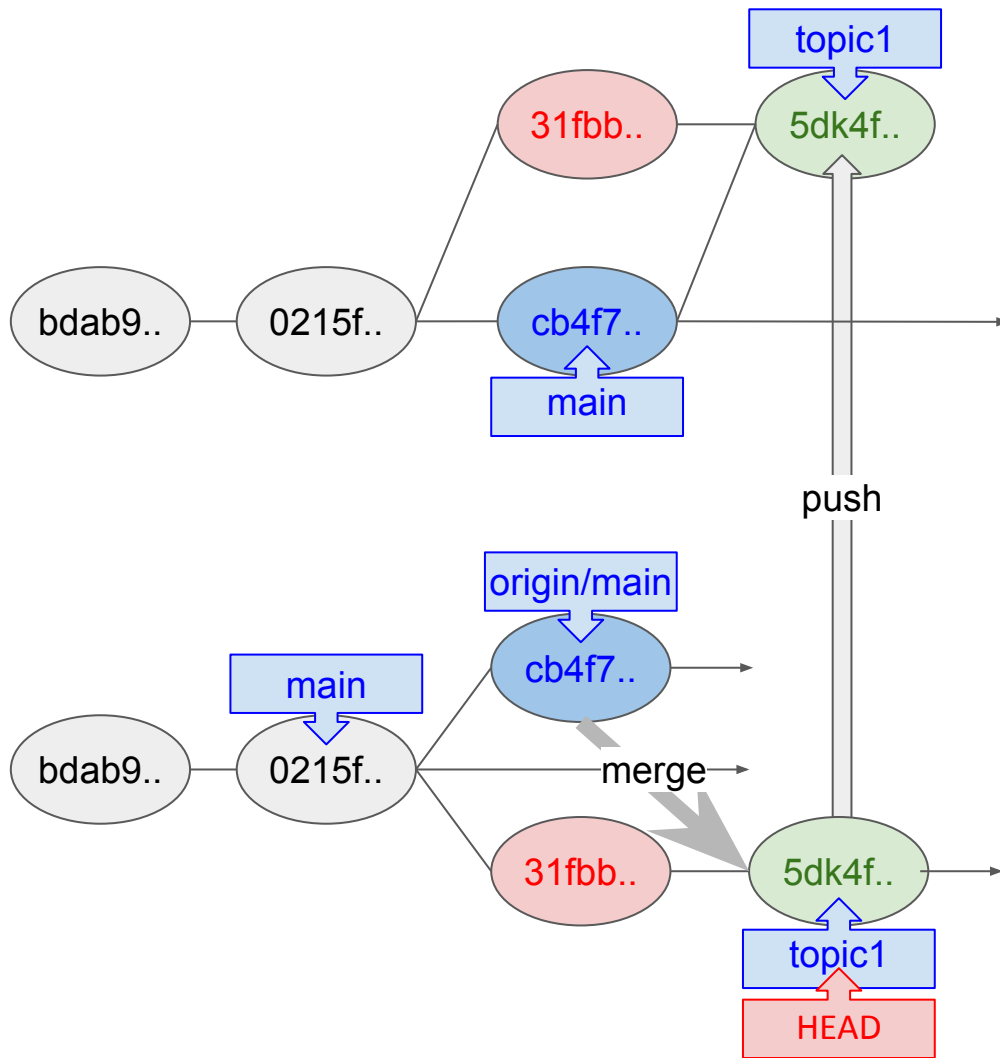 topic1
31fbb..
5dk4f..
bdab9..
0215f..
cb4f7..
main
push
origin/main
cb4f7..
main
bdab9..
0215f..
merge
31fbb..
5dk4f..
topic1
HEAD